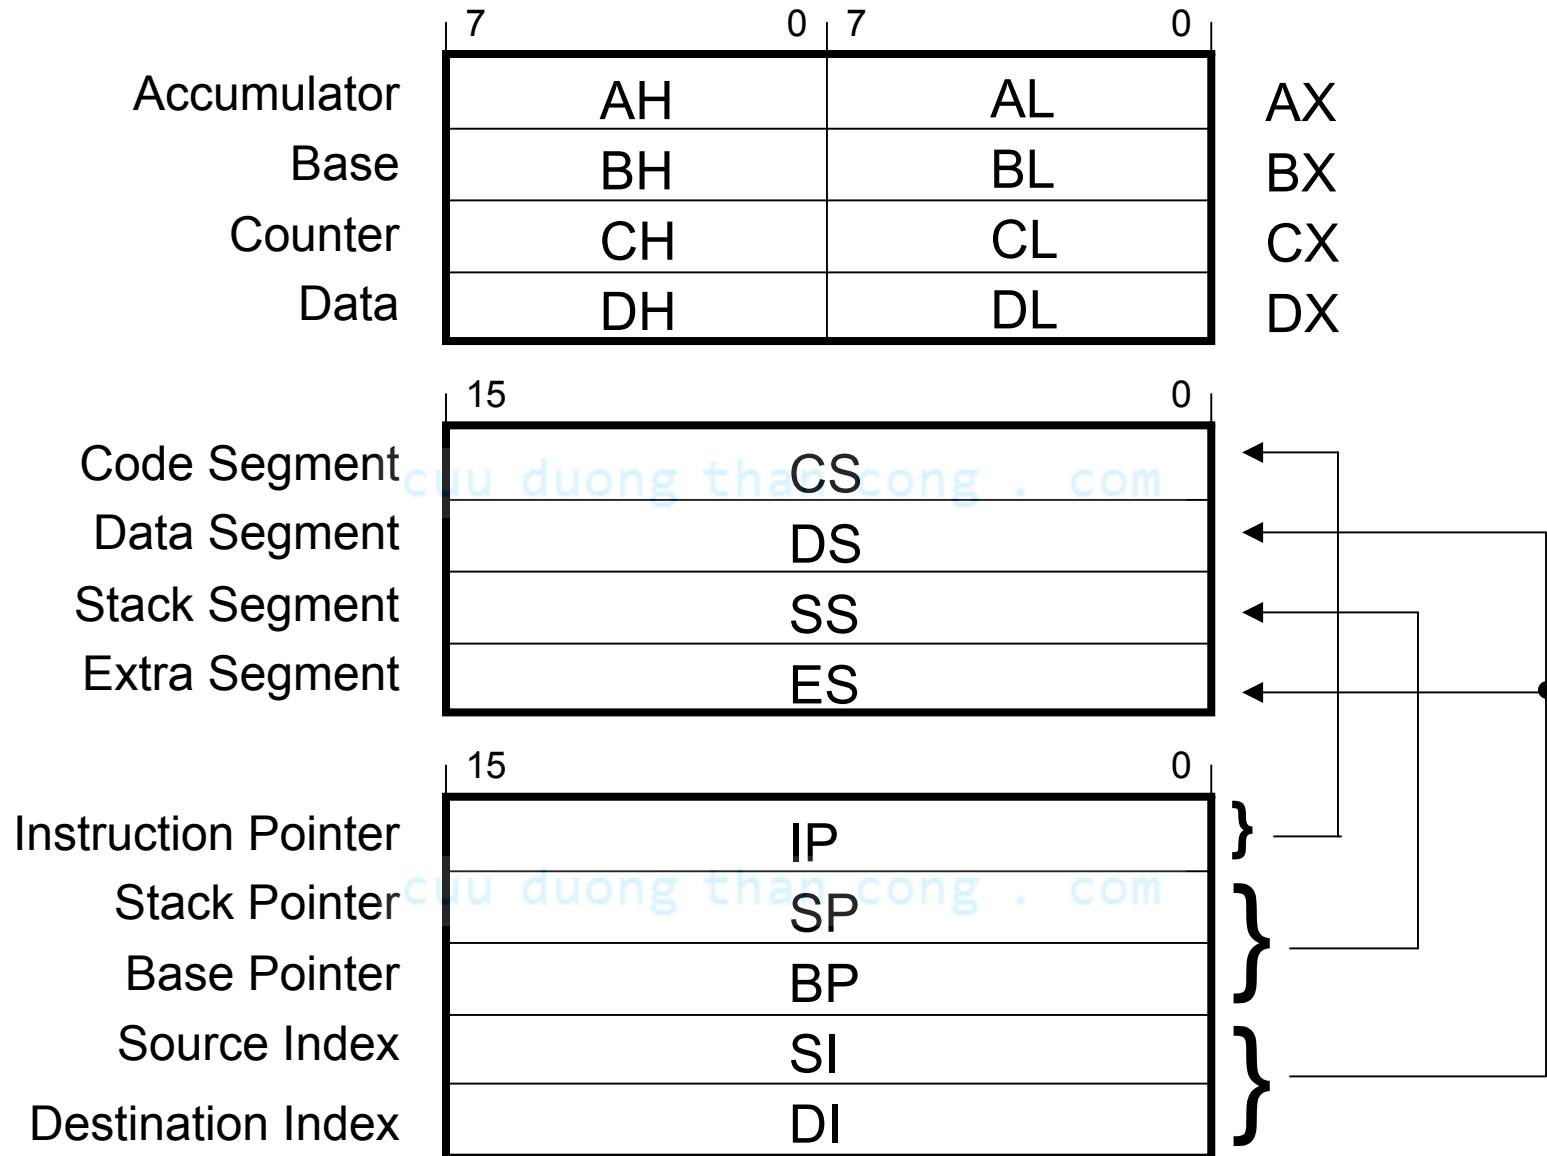 7 0 7 0
Accumulator AH AL AX
Base BH BL BX
Counter CH CL CX
Data DH DL DX
15 0
Code Segment CS
cuu duong than cong . com
Data Segment DS
Stack Segment SS
Extra Segment ES
15 0
Instruction Pointer IP }
Stack Pointer SP }
cuu duong than cong . com
Base Pointer BP
Source Index SI }
Destination Index DI